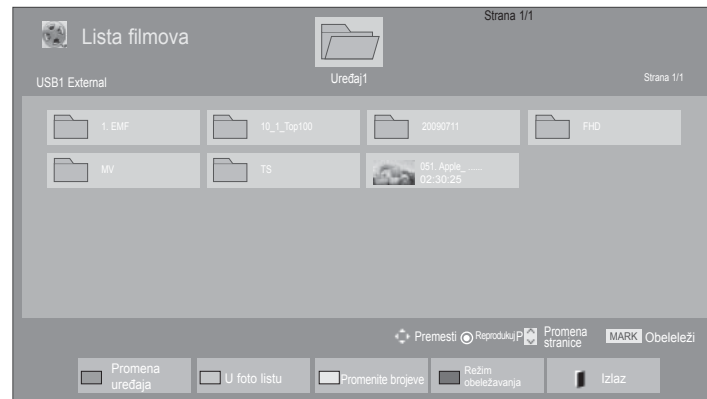 Strana 1/1
Lista filmova
USB1 External
Uređaj1
Strana 1/1
1. EMF
10_1_Top100
20090711
FHD
MV
TS
051. Apple_ ......
02:30:25
Premesti
Reprodukuj
P
Promena
stranice
MARK
Obeleleži
Promena
uređaja
U foto listu
Promenite brojeve
Režim
obeležavanja
Izlaz